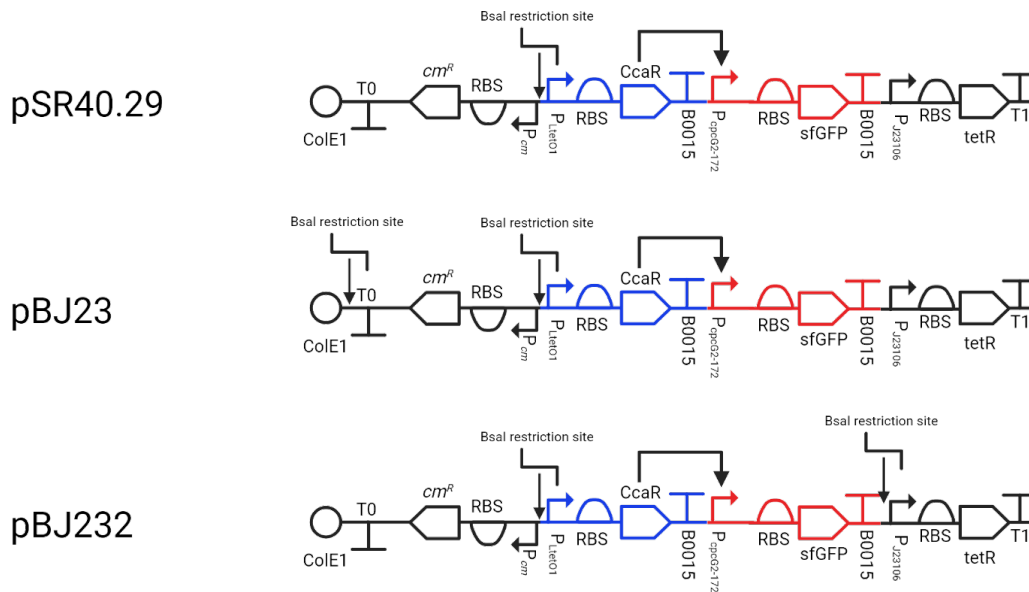 BsaI restriction site
pSR40.29
ColE1
T0
cmᴿ
RBS
Pcm
PLtetO1
RBS
CcaR
B0015
PcpcG2-172
RBS
sfGFP
B0015
PJ23106
RBS
tetR
T1
BsaI restriction site
BsaI restriction site
pBJ23
ColE1
T0
cmᴿ
RBS
Pcm
PLtetO1
RBS
CcaR
B0015
PcpcG2-172
RBS
sfGFP
B0015
PJ23106
RBS
tetR
T1
BsaI restriction site
BsaI restriction site
pBJ232
ColE1
T0
cmᴿ
RBS
Pcm
PLtetO1
RBS
CcaR
B0015
PcpcG2-172
RBS
sfGFP
B0015
PJ23106
RBS
tetR
T1